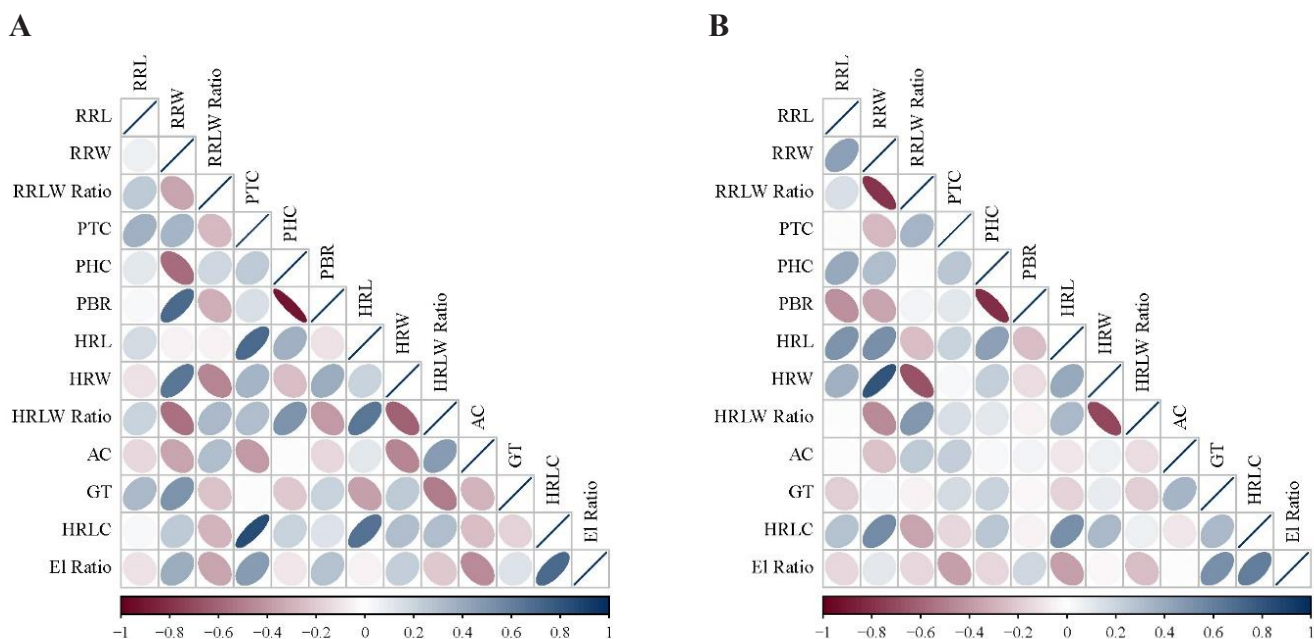 A
RRL
RRW
RRLW Ratio
PTC
PHC
PBR
HRL
HRW
HRLW Ratio
AC
GT
HRLC
El Ratio
RRL
RRW
RRLW Ratio
PTC
PHC
PBR
HRL
HRW
HRLW Ratio
AC
GT
HRLC
El Ratio
−1 −0.8 −0.6 −0.4 −0.2 0 0.2 0.4 0.6 0.8 1
B
RRL
RRW
RRLW Ratio
PTC
PHC
PBR
HRL
HRW
HRLW Ratio
AC
GT
HRLC
El Ratio
RRL
RRW
RRLW Ratio
PTC
PHC
PBR
HRL
HRW
HRLW Ratio
AC
GT
HRLC
El Ratio
−1 −0.8 −0.6 −0.4 −0.2 0 0.2 0.4 0.6 0.8 1